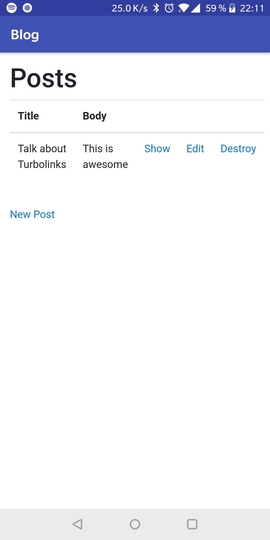 25.0 K/s 59 % 22:11
Blog
Posts
Title Body
Talk about This is Show Edit Destroy
Turbolinks awesome
New Post